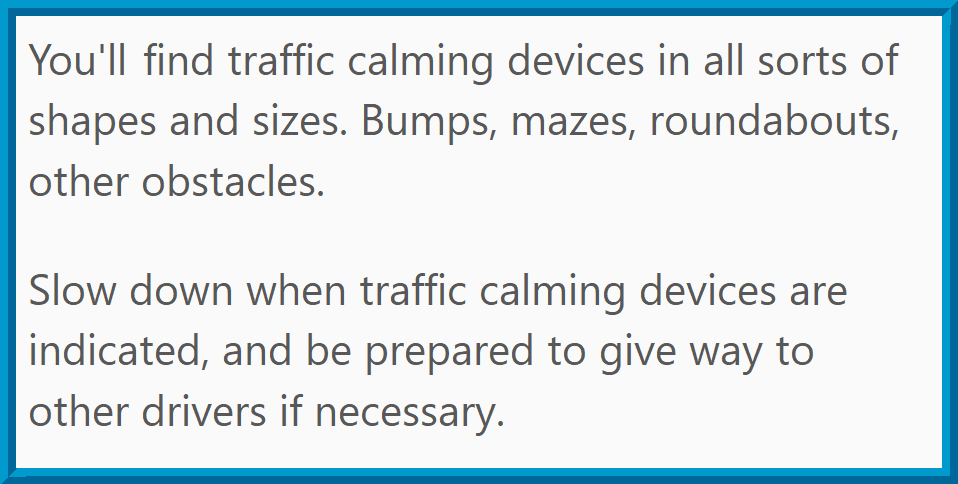 You'll find traffic calming devices in all sorts of
shapes and sizes. Bumps, mazes, roundabouts,
other obstacles.
Slow down when traffic calming devices are
indicated, and be prepared to give way to
other drivers if necessary.